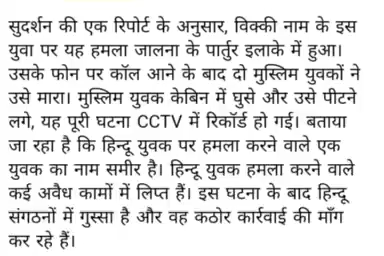 सुदर्शन की एक रिपोर्ट के अनुसार, विक्की नाम के इस
युवा पर यह हमला जालना के पार्तुर इलाके में हुआ।
उसके फोन पर कॉल आने के बाद दो मुस्लिम युवकों ने
उसे मारा। मुस्लिम युवक केबिन में घुसे और उसे पीटने
लगे, यह पूरी घटना CCTV में रिकॉर्ड हो गई। बताया
जा रहा है कि हिन्दू युवक पर हमला करने वाले एक
युवक का नाम समीर है। हिन्दू युवक हमला करने वाले
कई अवैध कामों में लिप्त हैं। इस घटना के बाद हिन्दू
संगठनों में गुस्सा है और वह कठोर कार्रवाई की माँग
कर रहे हैं।